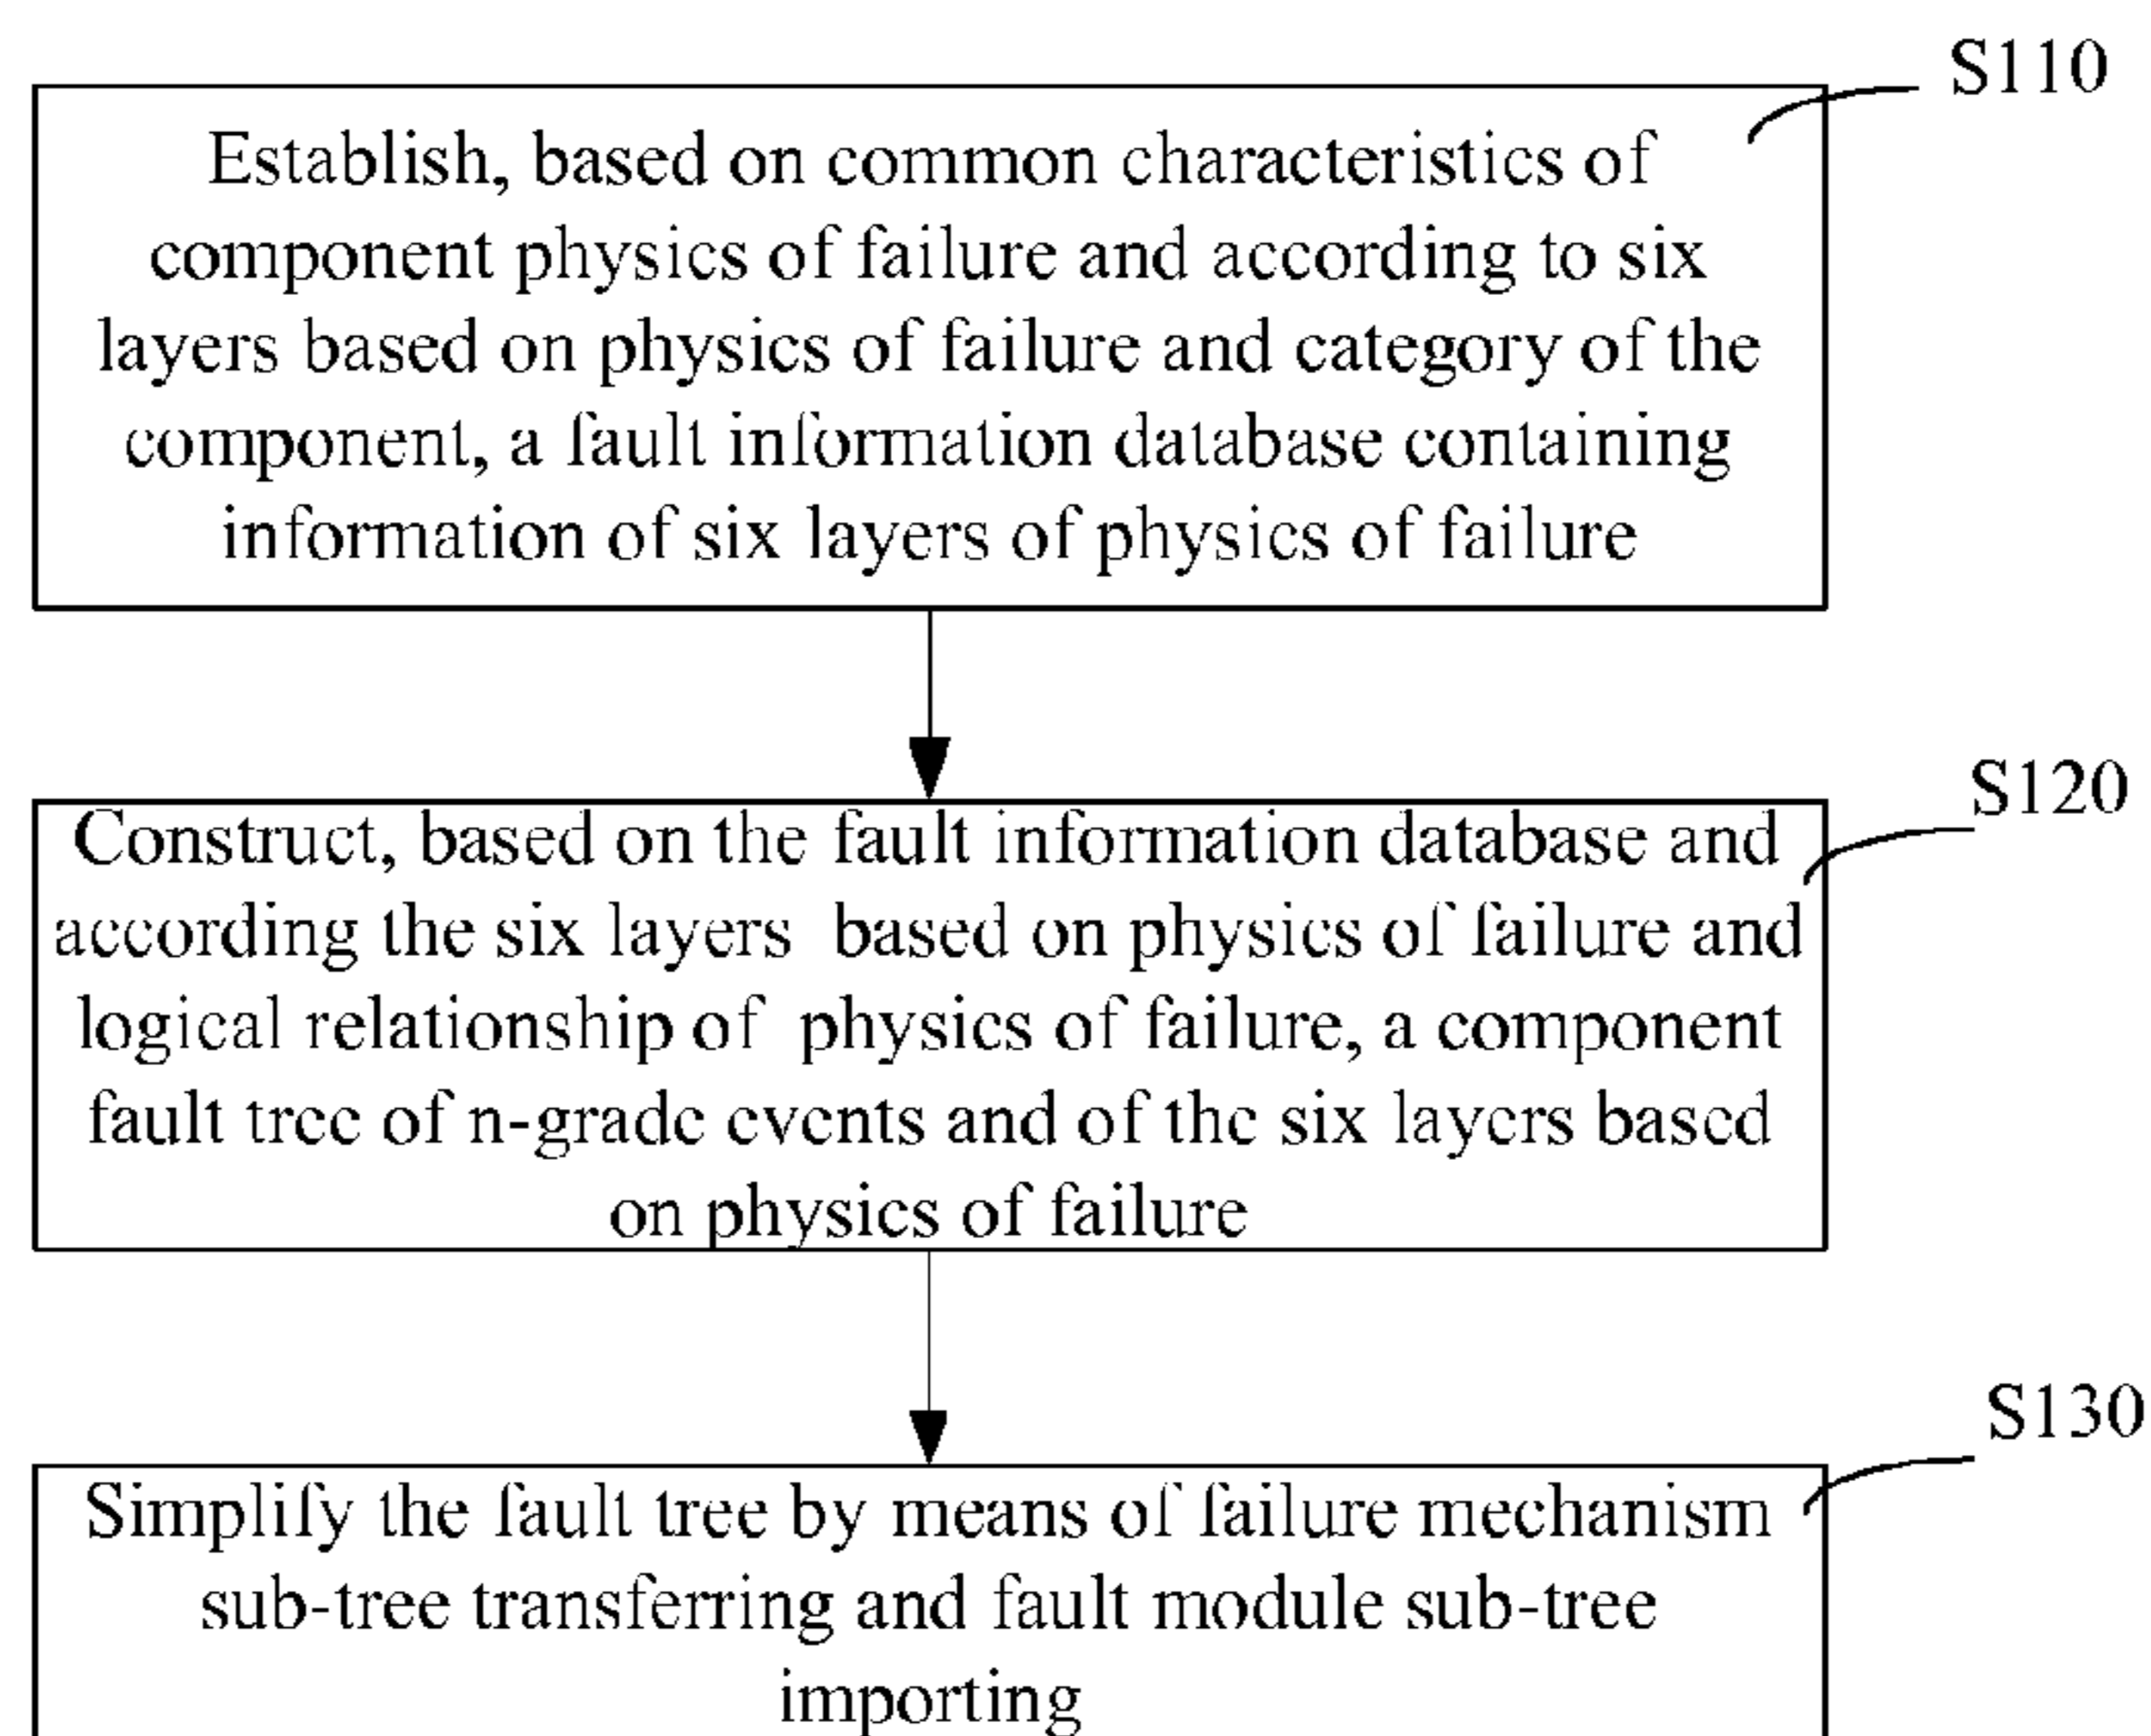 S110
Establish, based on common characteristics of
component physics of failure and according to six
layers based on physics of failure and category of the
component, a fault information database containing
information of six layers of physics of failure
S120
Construct, based on the fault information database and
according the six layers based on physics of failure and
logical relationship of physics of failure, a component
fault tree of n-grade events and of the six layers based
on physics of failure
S130
Simplify the fault tree by means of failure mechanism
sub-tree transferring and fault module sub-tree
importing